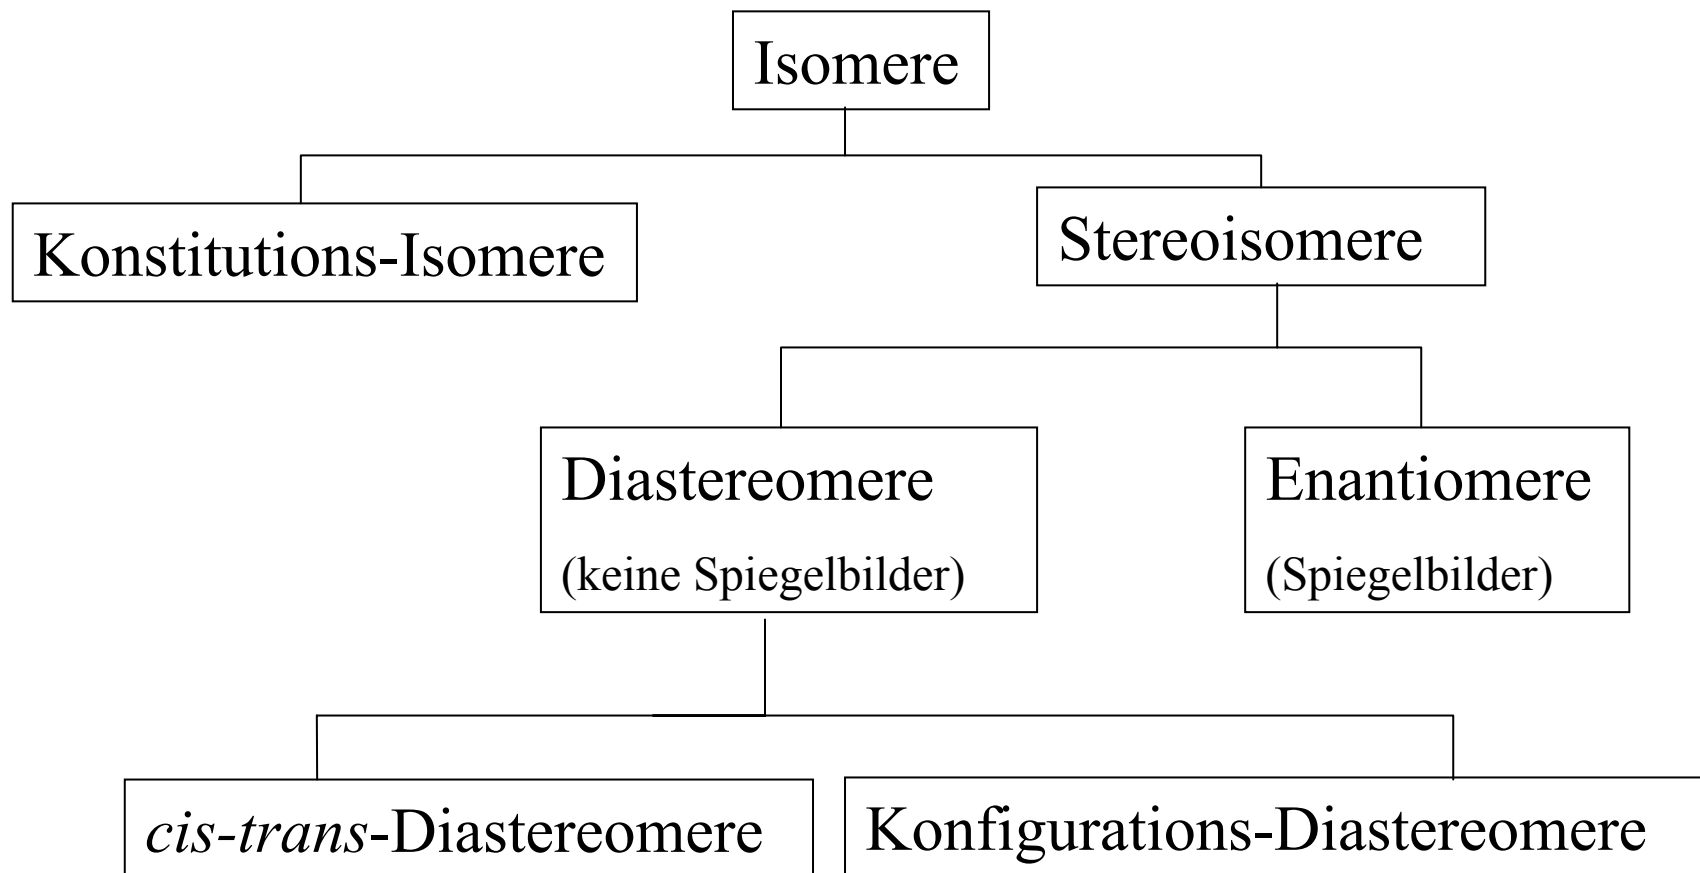 Isomere
Konstitutions-Isomere
Stereoisomere
Diastereomere
(keine Spiegelbilder)
Enantiomere
(Spiegelbilder)
cis-trans-Diastereomere
Konfigurations-Diastereomere